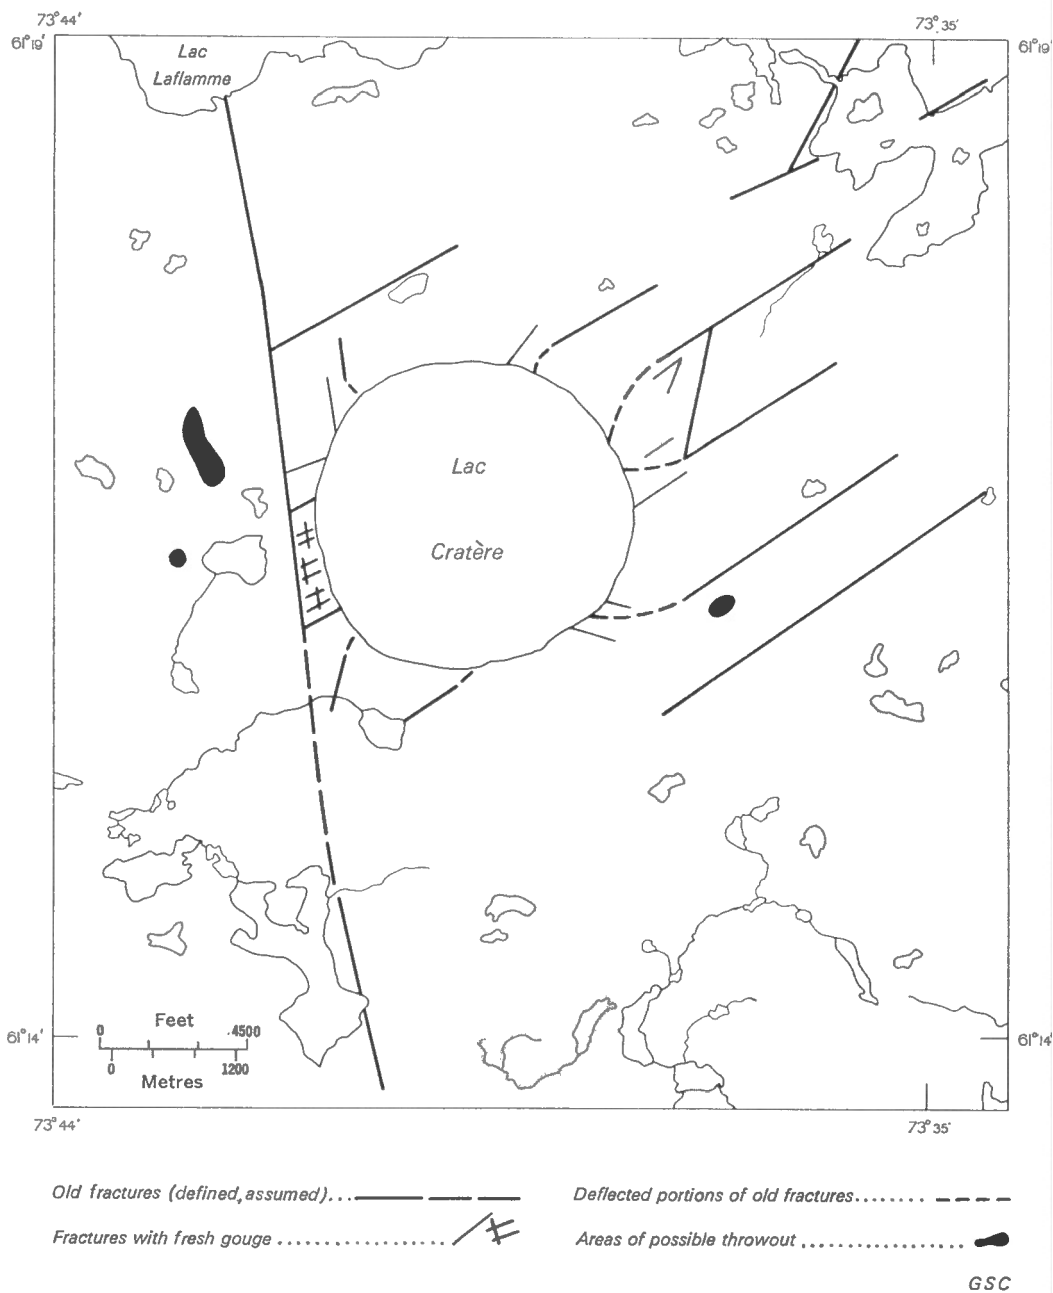 73°44′
73°35′
61°19′
61°19′
Lac
Laflamme
Lac
Cratère
Feet
0 4500
0 1200
Metres
61°14′
61°14′
73°44′
73°35′
Old fractures (defined, assumed)...
Deflected portions of old fractures........
Fractures with fresh gouge ......................
Areas of possible throwout .....................
GSC